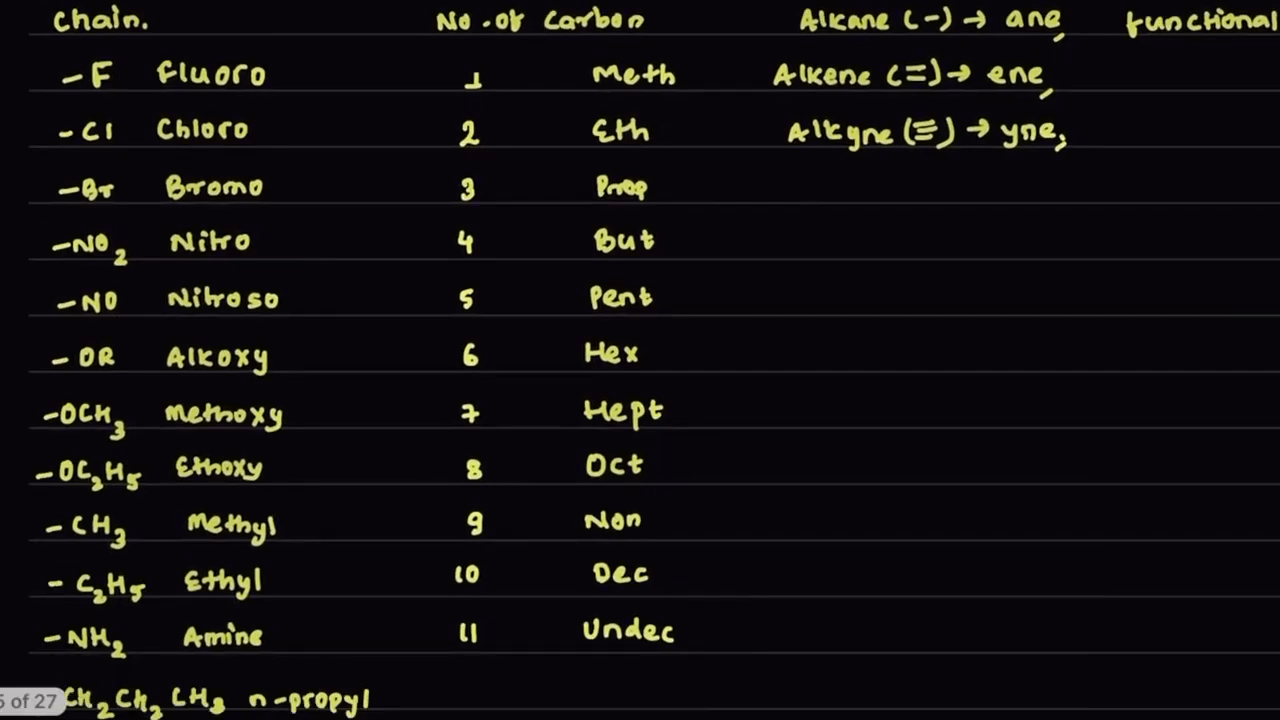 Chain. No. of Carbon Alkane (-) → ane, functional
-F Fluoro 1 Meth Alkene (=) → ene,
-Cl Chloro 2 Eth Alkyne (≡) → yne,
-Br Bromo 3 Prop
-NO₂ Nitro 4 But
-NO Nitroso 5 Pent
-OR Alkoxy 6 Hex
-OCH₃ Methoxy 7 Hept
-OC₂H₅ Ethoxy 8 Oct
-CH₃ Methyl 9 Non
-C₂H₅ Ethyl 10 Dec
-NH₂ Amine 11 Undec
CH₂CH₂CH₃ n-propyl
5 of 27